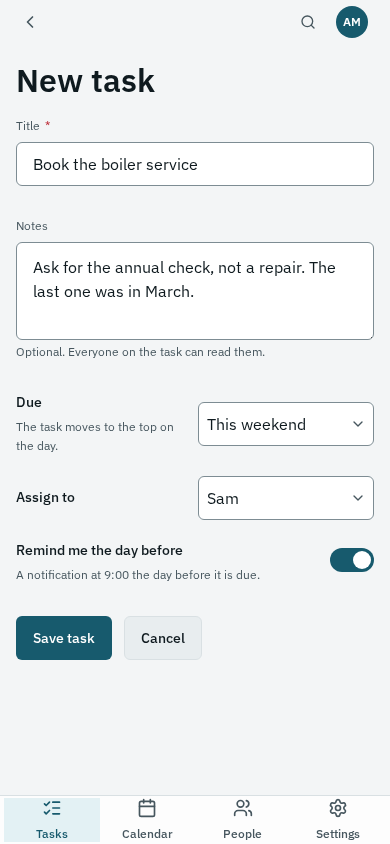 AM
New task
Title *
Book the boiler service
Notes
Ask for the annual check, not a repair. The
last one was in March.
Optional. Everyone on the task can read them.
Due
The task moves to the top on
the day.
This weekend
Assign to
Sam
Remind me the day before
A notification at 9:00 the day before it is due.
Save task
Cancel
Tasks
Calendar
People
Settings